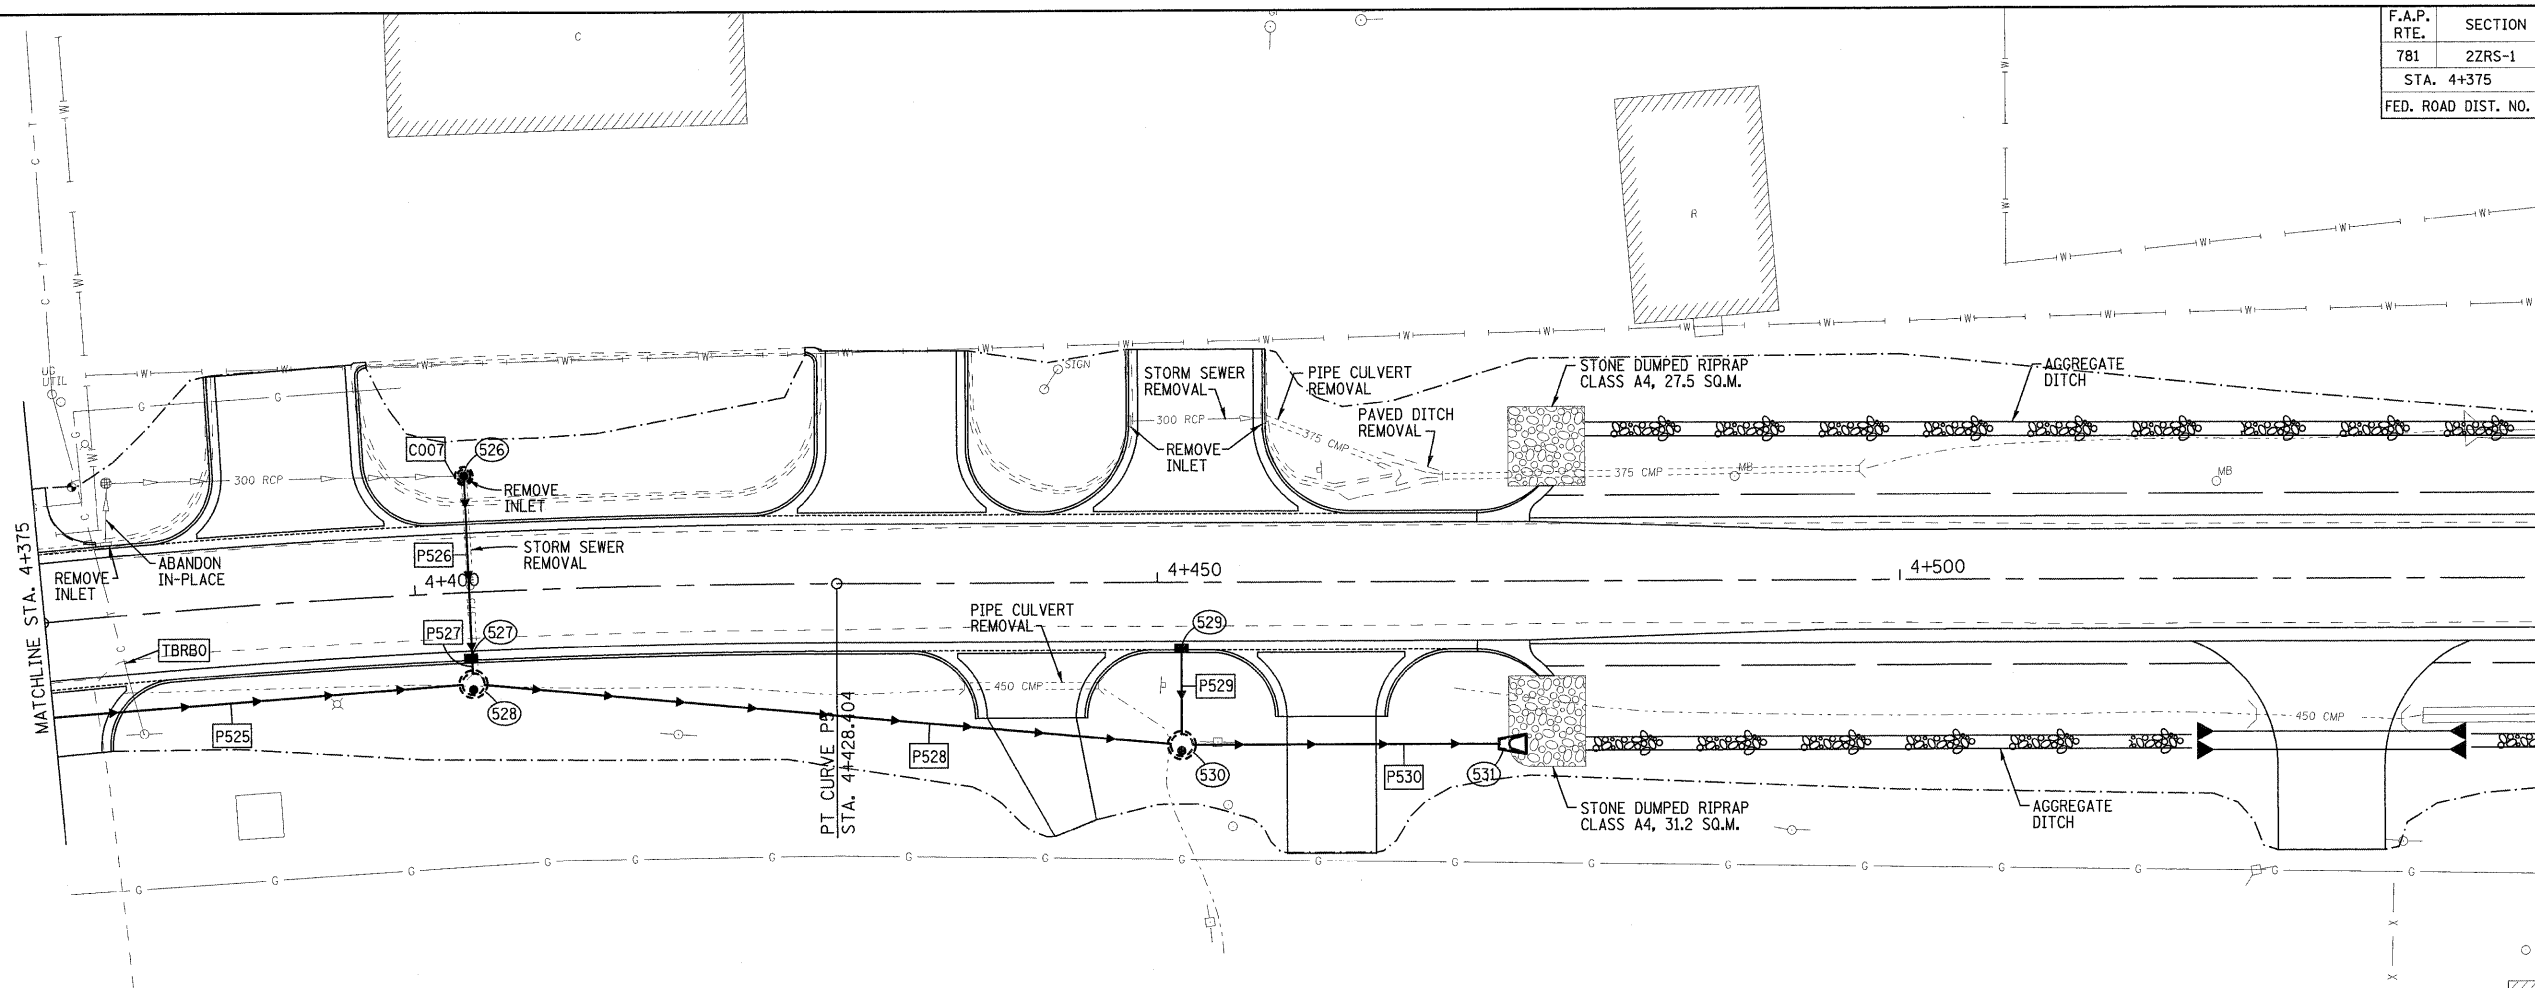 F.A.P.
RTE.
SECTION
781
2ZRS-1
STA. 4+375
FED. ROAD DIST. NO.
C
R
UG
UTIL
SIGN
STORM SEWER
REMOVAL
PIPE CULVERT
REMOVAL
STONE DUMPED RIPRAP
CLASS A4, 27.5 SQ.M.
AGGREGATE
DITCH
PAVED DITCH
REMOVAL
300 RCP
375 CMP
REMOVE
INLET
375 CMP
MB
MB
C007
526
300 RCP
REMOVE
INLET
MATCHLINE STA. 4+375
REMOVE
INLET
ABANDON
IN-PLACE
P526
STORM SEWER
REMOVAL
4+400
4+450
4+500
PIPE CULVERT
REMOVAL
P527
527
529
TBRBO
450 CMP
P529
528
P525
PT CURVE P5
STA. 4+428.404
P528
530
P530
531
450 CMP
STONE DUMPED RIPRAP
CLASS A4, 31.2 SQ.M.
AGGREGATE
DITCH